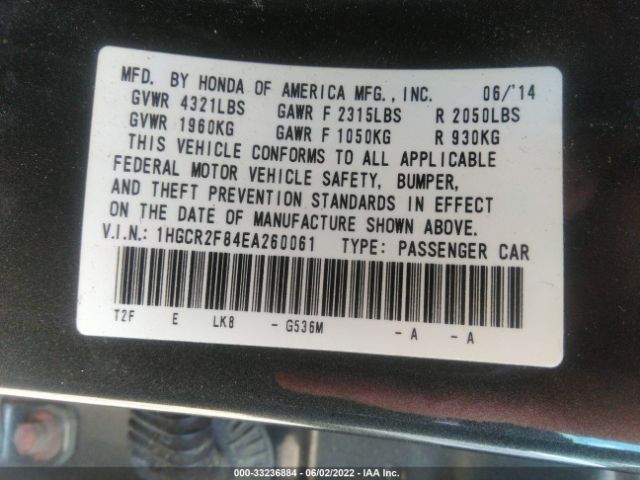 MFD. BY HONDA OF AMERICA MFG., INC. 06/'14
GVWR 4321LBS GAWR F 2315LBS R 2050LBS
GVWR 1960KG GAWR F 1050KG R 930KG
THIS VEHICLE CONFORMS TO ALL APPLICABLE
FEDERAL MOTOR VEHICLE SAFETY, BUMPER,
AND THEFT PREVENTION STANDARDS IN EFFECT
ON THE DATE OF MANUFACTURE SHOWN ABOVE.
V.I.N.: 1HGCR2F84EA260061 TYPE: PASSENGER CAR
T2F E LK8 - G536M - A - A
000-33236884 | 06/02/2022 - IAA Inc.